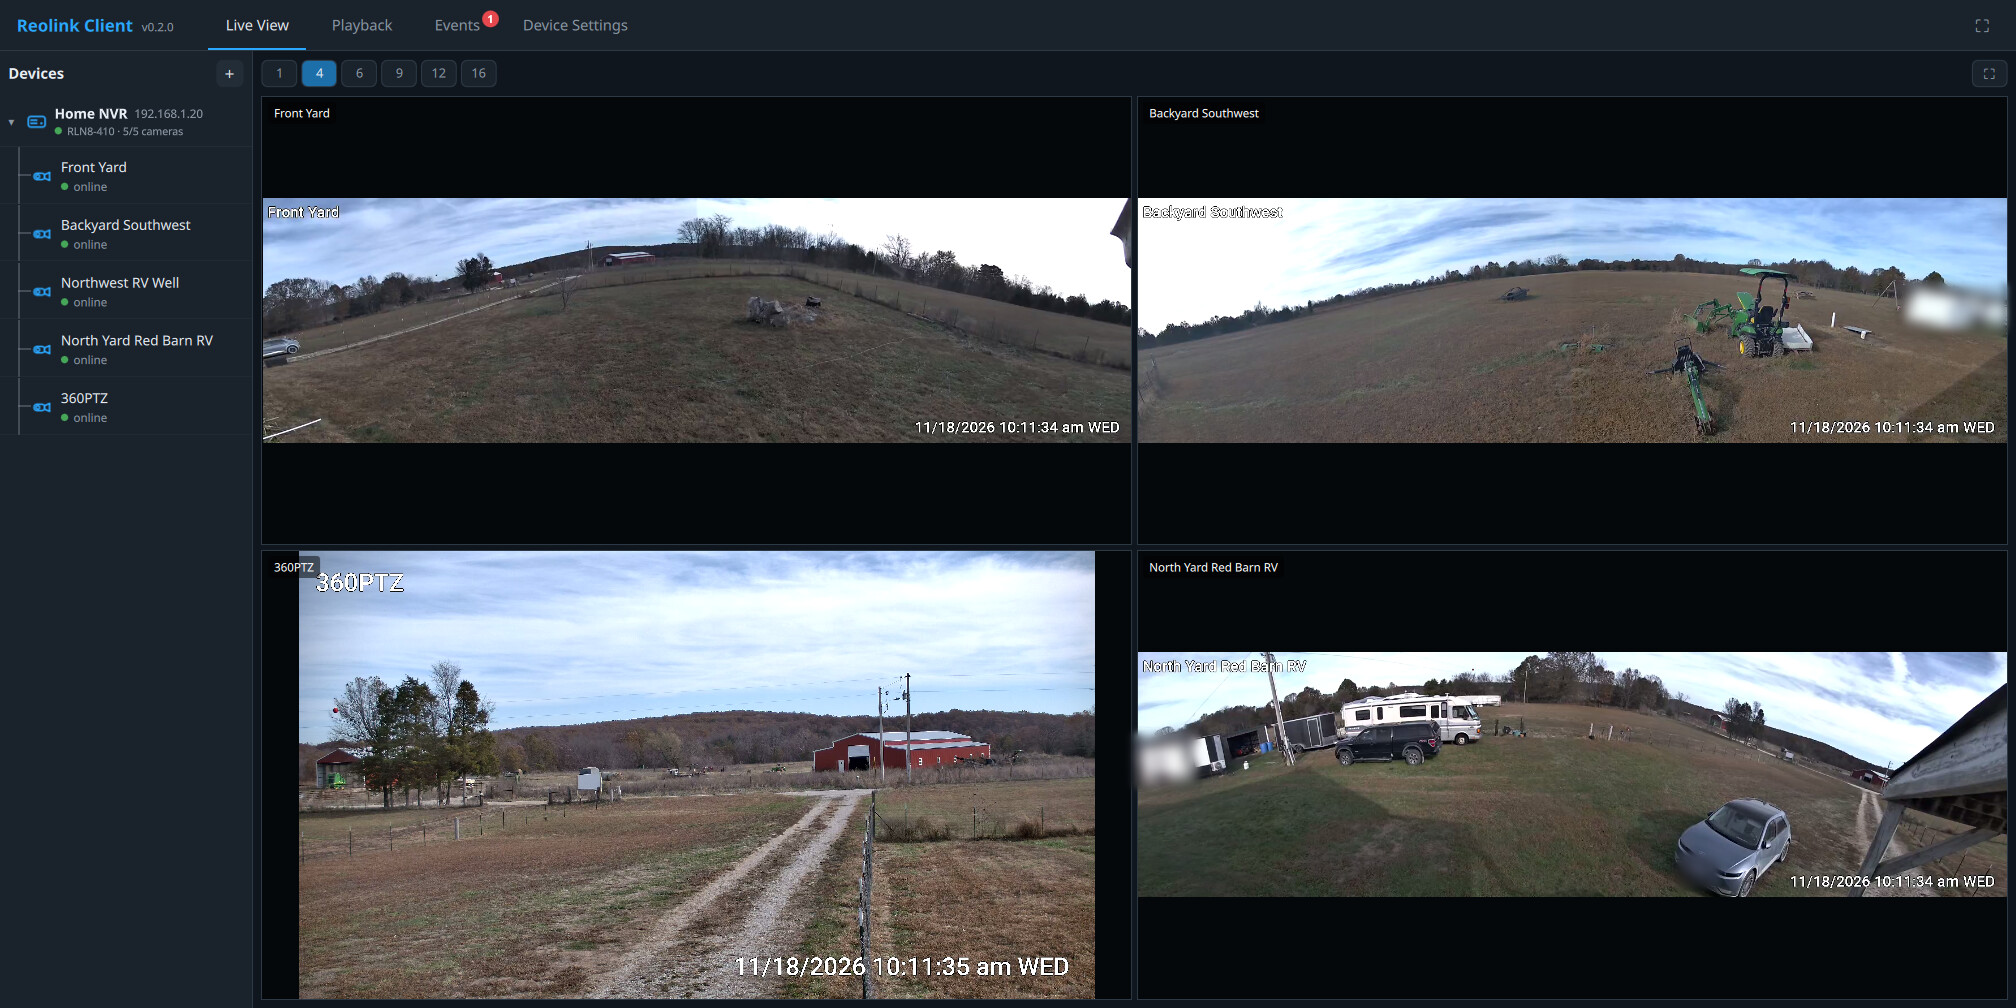 Reolink Client v0.2.0 Live View Playback Events 1 Device Settings
Devices +
1 4 6 9 12 16
Home NVR 192.168.1.20
RLN8-410 · 5/5 cameras
Front Yard
online
Backyard Southwest
online
Northwest RV Well
online
North Yard Red Barn RV
online
360PTZ
online
Front Yard
Front Yard
11/18/2026 10:11:34 am WED
Backyard Southwest
Backyard Southwest
11/18/2026 10:11:34 am WED
360PTZ
360PTZ
11/18/2026 10:11:35 am WED
North Yard Red Barn RV
North Yard Red Barn RV
11/18/2026 10:11:34 am WED